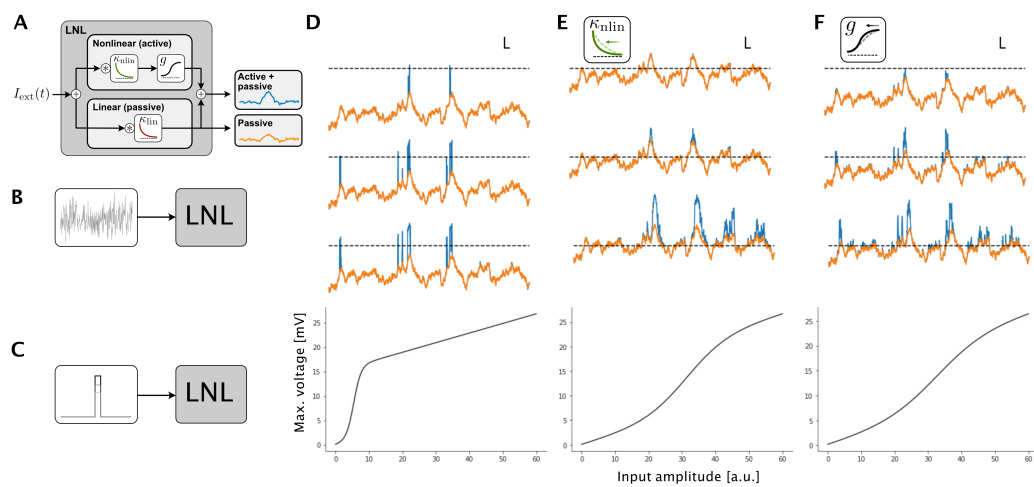 A
LNL
Nonlinear (active)
κnlin
g
I_ext(t)
Linear (passive)
κlin
Active +
passive
Passive
B
LNL
C
LNL
D
L
E
κnlin
L
F
g
L
Max. voltage [mV]
25
20
15
10
5
0
0 10 20 30 40 50 60
25
20
15
10
5
0
0 10 20 30 40 50 60
25
20
15
10
5
0
0 10 20 30 40 50 60
Input amplitude [a.u.]